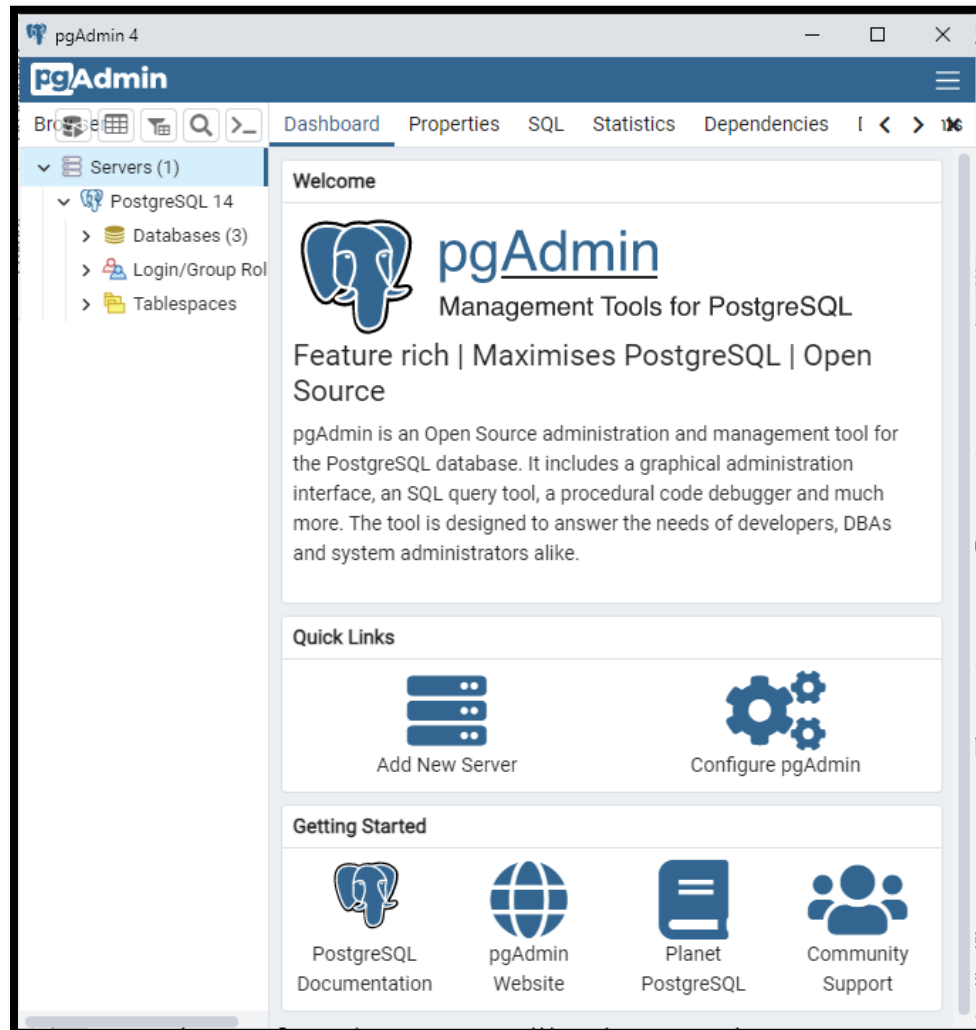 pgAdmin 4
pgAdmin
Dashboard Properties SQL Statistics Dependencies
Servers (1)
PostgreSQL 14
Databases (3)
Login/Group Rol
Tablespaces
Welcome
pgAdmin
Management Tools for PostgreSQL
Feature rich | Maximises PostgreSQL | Open
Source
pgAdmin is an Open Source administration and management tool for
the PostgreSQL database. It includes a graphical administration
interface, an SQL query tool, a procedural code debugger and much
more. The tool is designed to answer the needs of developers, DBAs
and system administrators alike.
Quick Links
Add New Server
Configure pgAdmin
Getting Started
PostgreSQL
Documentation
pgAdmin
Website
Planet
PostgreSQL
Community
Support